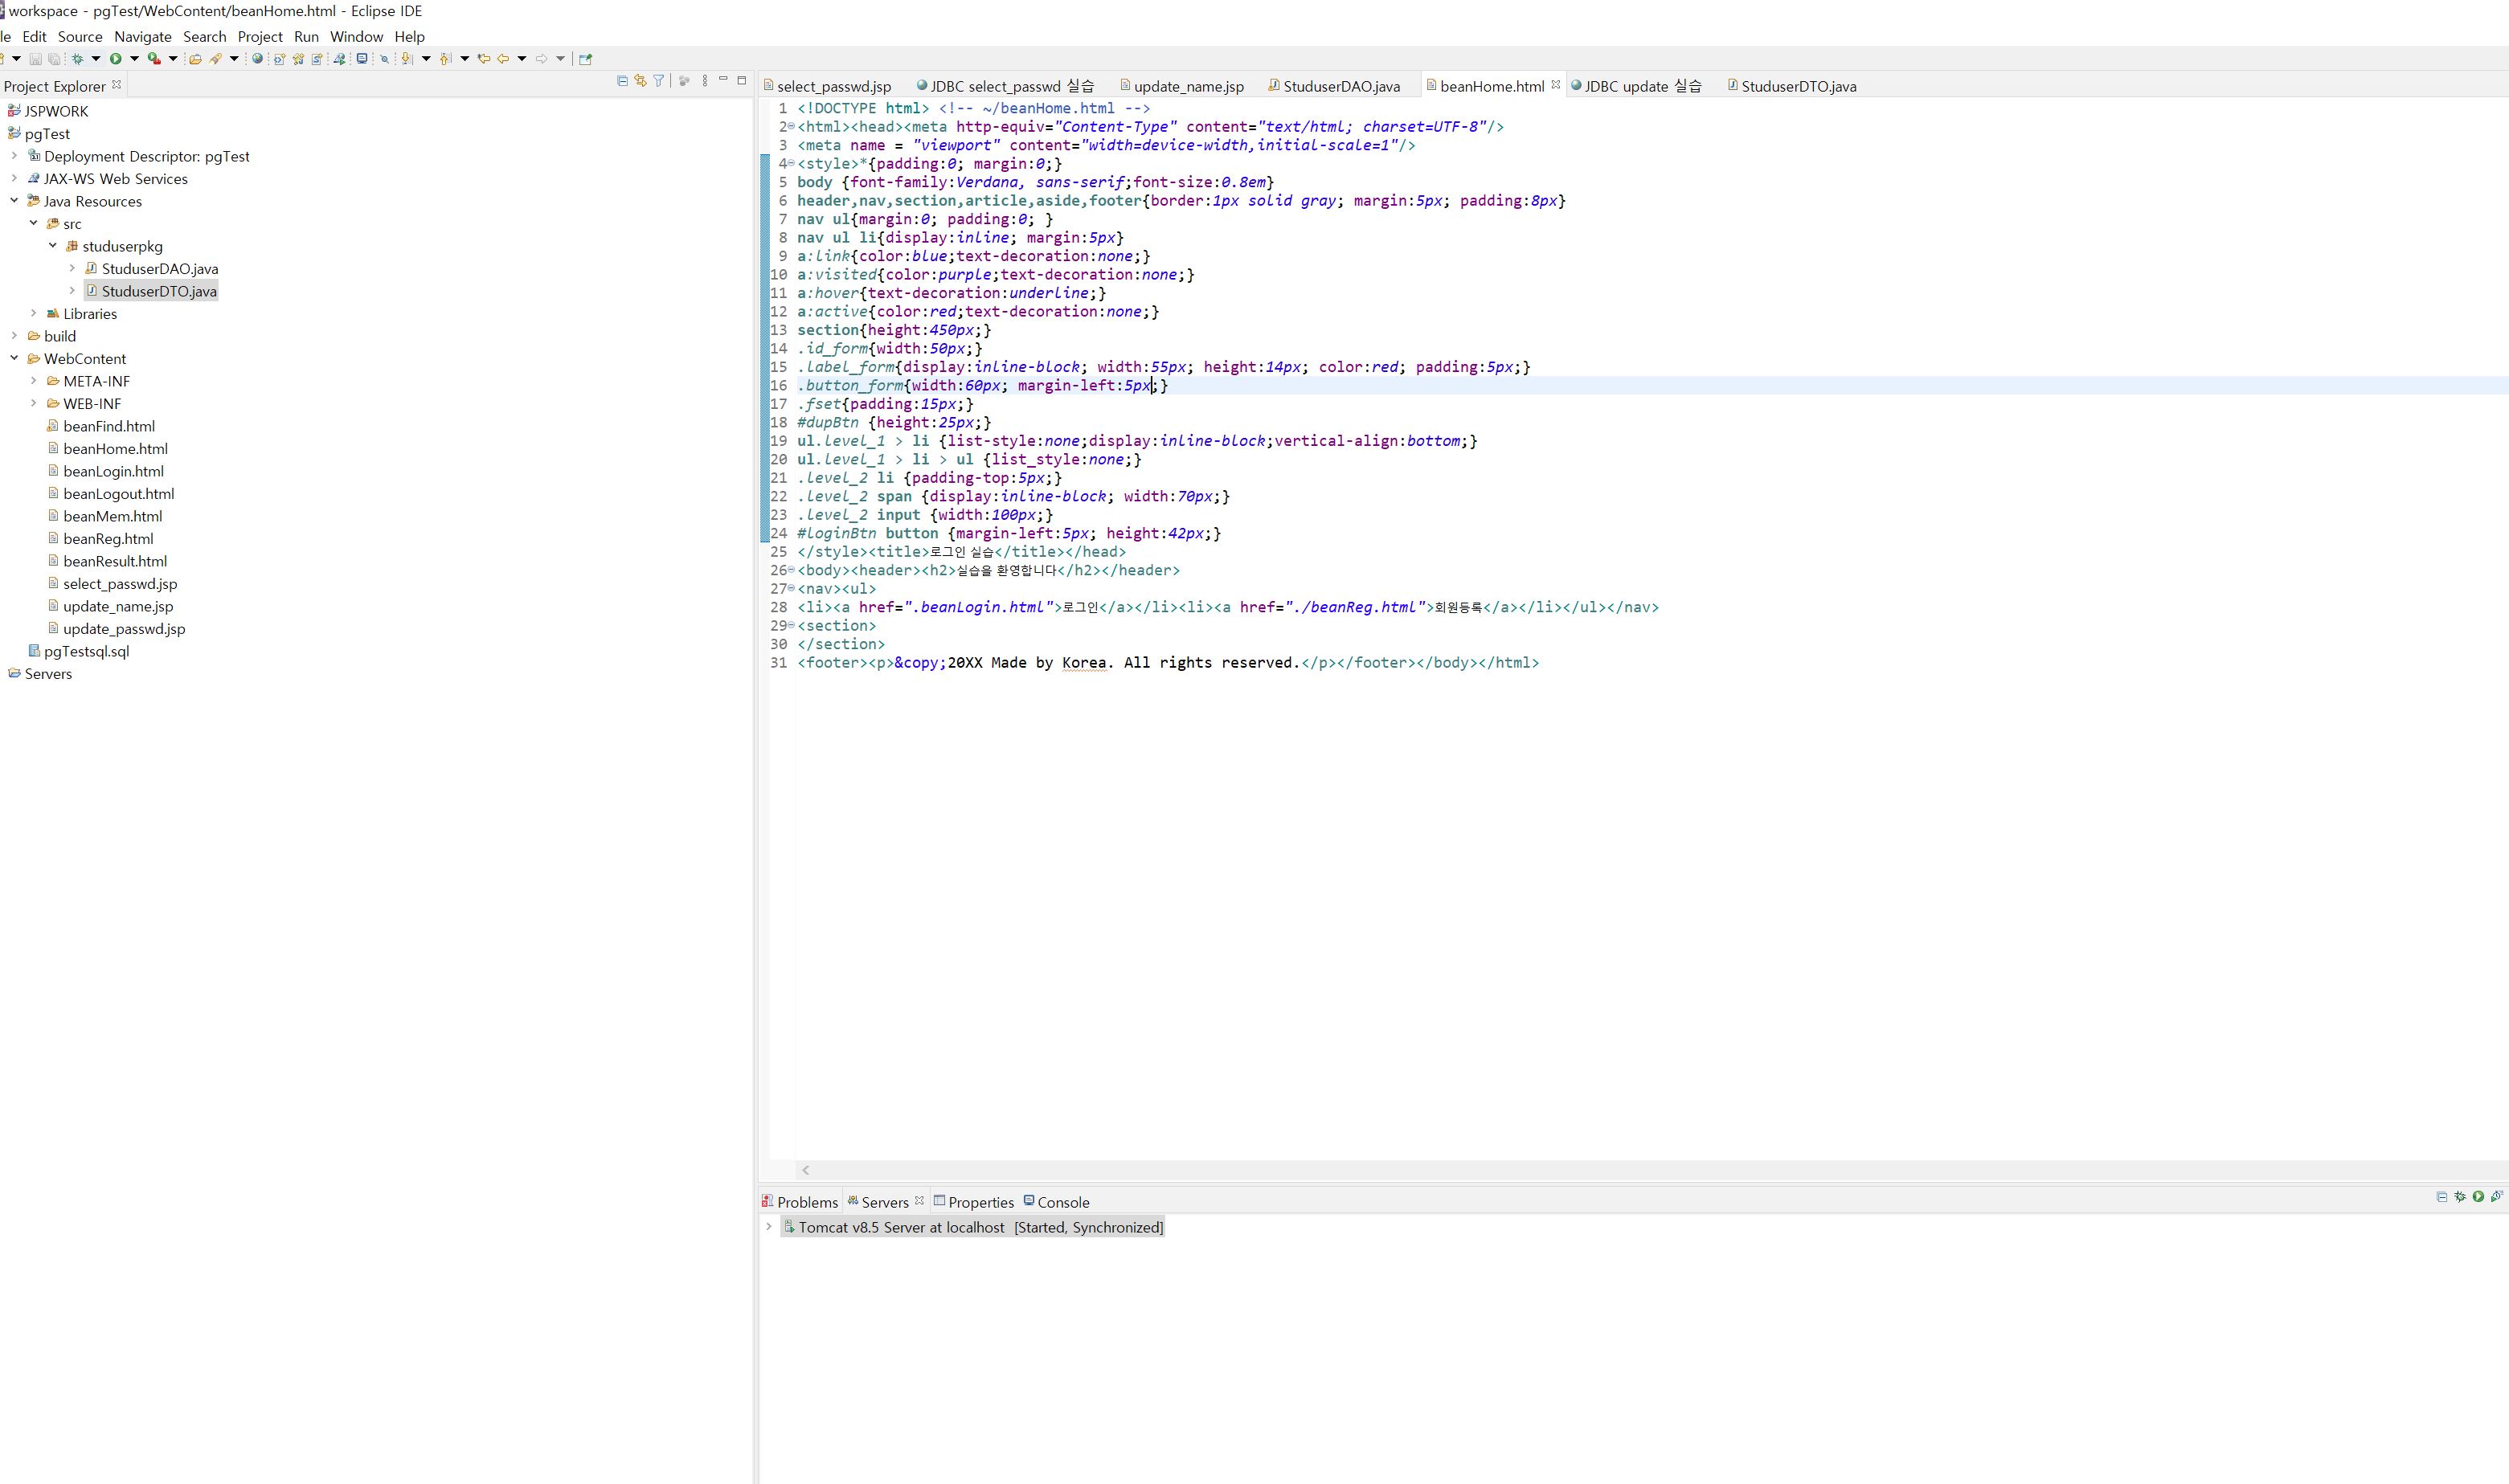 workspace - pgTest/WebContent/beanHome.html - Eclipse IDE
le Edit Source Navigate Search Project Run Window Help
Project Explorer
JSPWORK
pgTest
Deployment Descriptor: pgTest
JAX-WS Web Services
Java Resources
src
studuserpkg
StuduserDAO.java
StuduserDTO.java
Libraries
build
WebContent
META-INF
WEB-INF
beanFind.html
beanHome.html
beanLogin.html
beanLogout.html
beanMem.html
beanReg.html
beanResult.html
select_passwd.jsp
update_name.jsp
update_passwd.jsp
pgTestsql.sql
Servers
select_passwd.jsp JDBC select_passwd 실습 update_name.jsp StuduserDAO.java beanHome.html JDBC update 실습 StuduserDTO.java
1 <!DOCTYPE html> <!-- ~/beanHome.html -->
2 <html><head><meta http-equiv="Content-Type" content="text/html; charset=UTF-8"/>
3 <meta name = "viewport" content="width=device-width,initial-scale=1"/>
4 <style>*{padding:0; margin:0;}
5 body {font-family:Verdana, sans-serif;font-size:0.8em}
6 header,nav,section,article,aside,footer{border:1px solid gray; margin:5px; padding:8px}
7 nav ul{margin:0; padding:0; }
8 nav ul li{display:inline; margin:5px}
9 a:link{color:blue;text-decoration:none;}
10 a:visited{color:purple;text-decoration:none;}
11 a:hover{text-decoration:underline;}
12 a:active{color:red;text-decoration:none;}
13 section{height:450px;}
14 .id_form{width:50px;}
15 .label_form{display:inline-block; width:55px; height:14px; color:red; padding:5px;}
16 .button_form{width:60px; margin-left:5px;}
17 .fset{padding:15px;}
18 #dupBtn {height:25px;}
19 ul.level_1 > li {list-style:none;display:inline-block;vertical-align:bottom;}
20 ul.level_1 > li > ul {list_style:none;}
21 .level_2 li {padding-top:5px;}
22 .level_2 span {display:inline-block; width:70px;}
23 .level_2 input {width:100px;}
24 #loginBtn button {margin-left:5px; height:42px;}
25 </style><title>로그인 실습</title></head>
26 <body><header><h2>실습을 환영합니다</h2></header>
27 <nav><ul>
28 <li><a href=".beanLogin.html">로그인</a></li><li><a href="./beanReg.html">회원등록</a></li></ul></nav>
29 <section>
30 </section>
31 <footer><p>&copy;20XX Made by Korea. All rights reserved.</p></footer></body></html>
Problems Servers Properties Console
Tomcat v8.5 Server at localhost [Started, Synchronized]